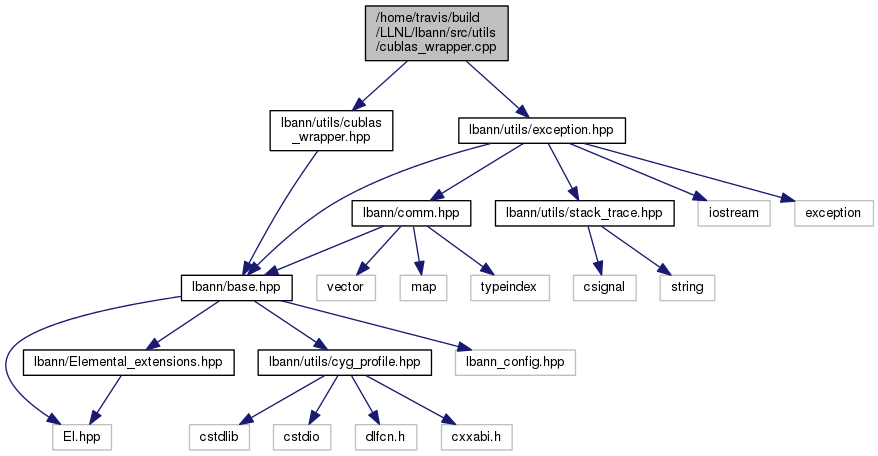 /home/travis/build
/LLNL/lbann/src/utils
/cublas_wrapper.cpp
lbann/utils/cublas
_wrapper.hpp
lbann/utils/exception.hpp
lbann/comm.hpp
lbann/utils/stack_trace.hpp
iostream
exception
lbann/base.hpp
vector
map
typeindex
csignal
string
lbann/Elemental_extensions.hpp
lbann/utils/cyg_profile.hpp
lbann_config.hpp
El.hpp
cstdlib
cstdio
dlfcn.h
cxxabi.h